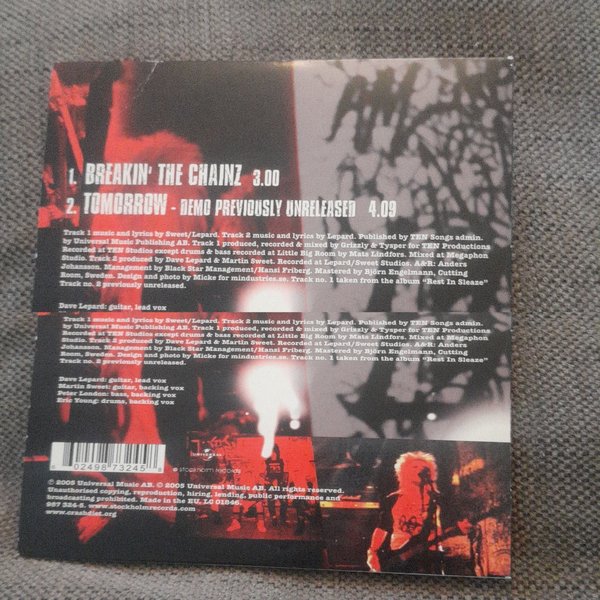 1. BREAKIN' THE CHAINZ 3.00
2. TOMORROW - DEMO PREVIOUSLY UNRELEASED 4.09
Track 1 music and lyrics by Sweet/Lepard. Track 2 music and lyrics by Lepard. Published by TEN Songs admin.
by Universal Music Publishing AB. Track 1 produced, recorded & mixed by Grizzly & Tysper for TEN Productions
Recorded at TEN Studios except drums & bass recorded at Little Big Room by Mats Lindfors. Mixed at Megaphon
Studio. Track 2 produced by Dave Lepard & Martin Sweet. Recorded at Lepard/Sweet Studios. A&R: Anders
Johansson. Management by Black Star Management/Hansi Friberg. Mastered by Björn Engelmann, Cutting
Room, Sweden. Design and photo by Micke for mindustries.se. Track no. 1 taken from the album "Rest In Sleaze"
Track no. 2 previously unreleased.
Dave Lepard: guitar, lead vox
Track 1 music and lyrics by Sweet/Lepard. Track 2 music and lyrics by Lepard. Published by TEN Songs admin.
by Universal Music Publishing AB. Track 1 produced, recorded & mixed by Grizzly & Tysper for TEN Productions
Recorded at TEN Studios except drums & bass recorded at Little Big Room by Mats Lindfors. Mixed at Megaphon
Studio. Track 2 produced by Dave Lepard & Martin Sweet. Recorded at Lepard/Sweet Studios. A&R: Anders
Johansson. Management by Black Star Management/Hansi Friberg. Mastered by Björn Engelmann, Cutting
Room, Sweden. Design and photo by Micke for mindustries.se. Track no. 1 taken from the album "Rest In Sleaze"
Track no. 2 previously unreleased.
Dave Lepard: guitar, lead vox
Martin Sweet: guitar, backing vox
Peter London: bass, backing vox
Eric Young: drums, backing vox
6 02498 73245 8
UNIVERSAL
stockholm records
℗ 2005 Universal Music AB. © 2005 Universal Music AB. All rights reserved.
Unauthorised copying, reproduction, hiring, lending, public performance and
broadcasting prohibited. Made in the EU. LC 01846.
987 324-5. www.stockholmrecords.com
www.crashdiet.org